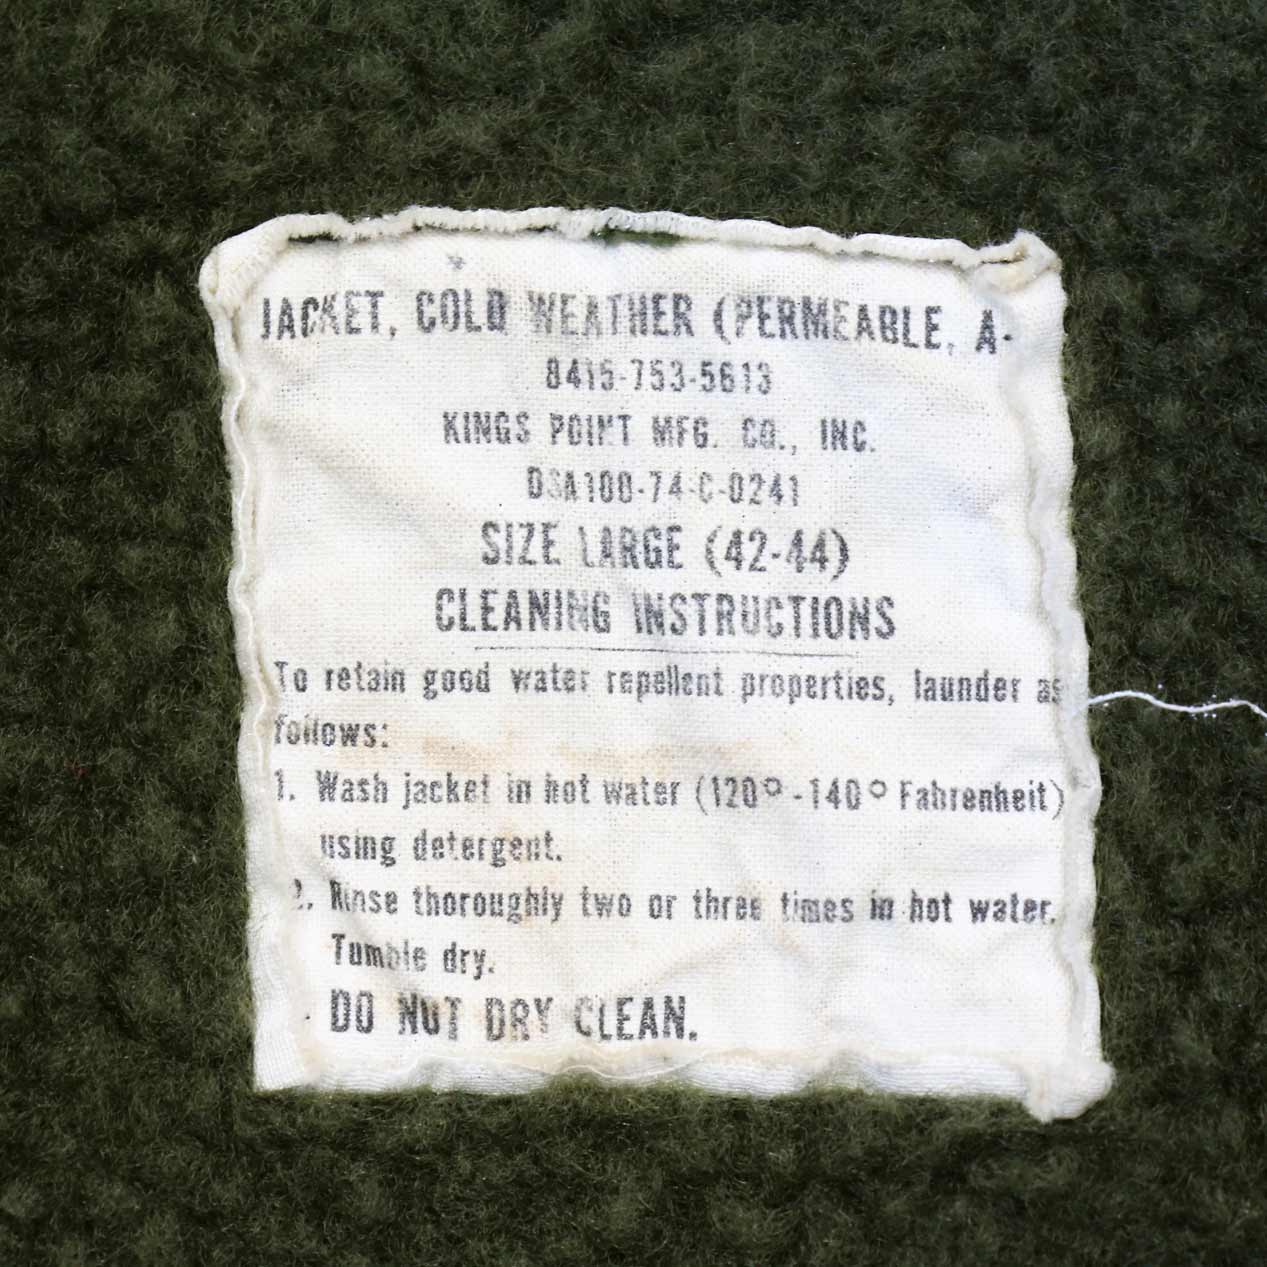 JACKET, COLD WEATHER (PERMEABLE, A-
8415-753-5613
KINGS POINT MFG. CO., INC.
DSA100-74-C-0241
SIZE LARGE (42-44)
CLEANING INSTRUCTIONS
To retain good water repellent properties, launder as
follows:
1. Wash jacket in hot water (120° -140° Fahrenheit)
using detergent.
2. Rinse thoroughly two or three times in hot water.
Tumble dry.
DO NOT DRY CLEAN.